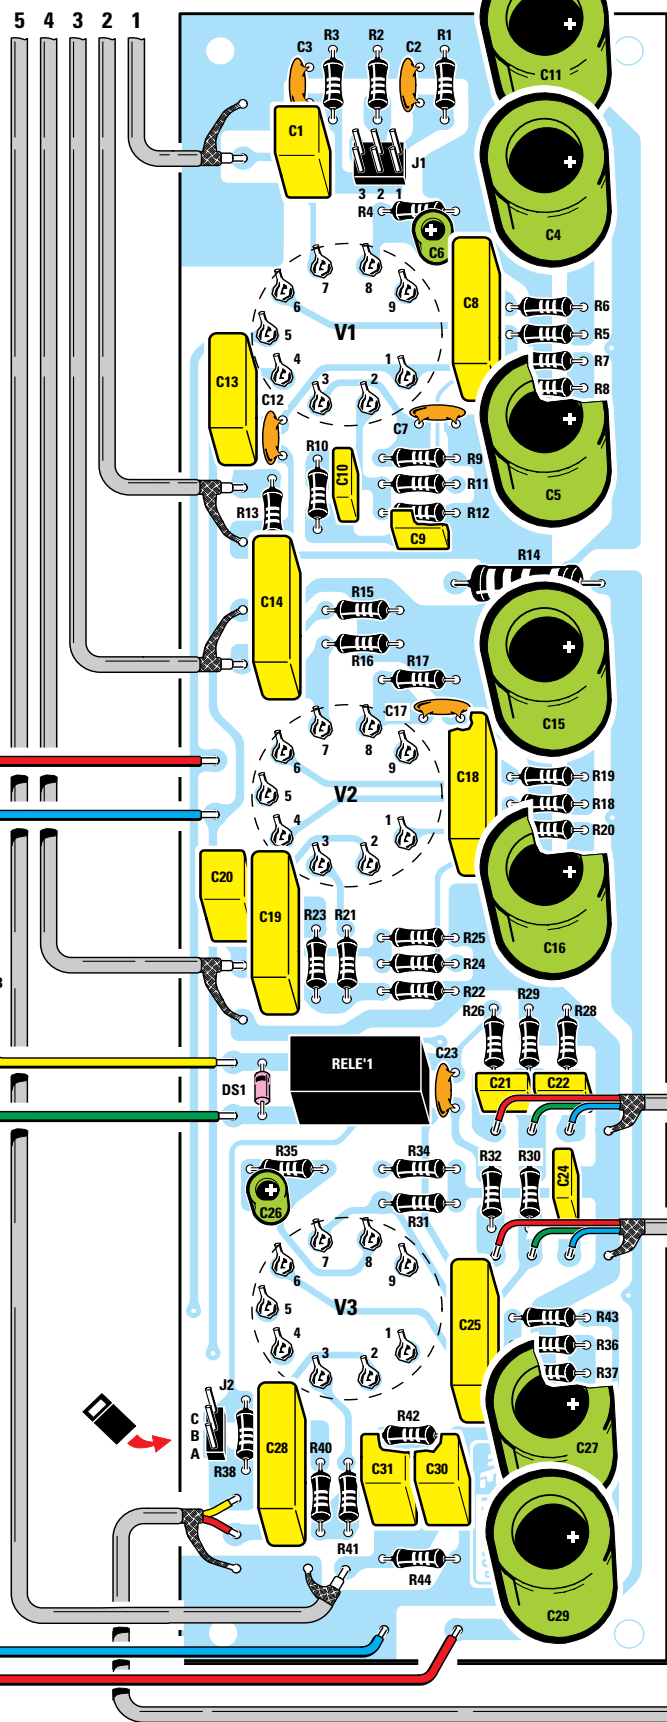 5 4 3 2 1
C3 R3 R2 C2 R1
C11
C1
J1
3 2 1
R4
C6
C4
7 8
6 9
C8
V1
5
R6
R5
R7
R8
4 1
3 2
C13
C12
C7
C5
R10
C10
R9
R11
R12
R13
C9
R14
C14
R15
R16
R17
C17
C15
7 8
6 9
C18
V2
5
R19
R18
R20
4 1
3 2
C20
C19
C16
R23 R21
R25
R24
R22
R26 R29 R28
RELE'1
C23
DS1
C21 C22
R35
R34
R32 R30
C24
C26
R31
7 8
6 9
V3
5
C25
R43
R36
R37
4 1
3 2
J2
C
B
A
R38
C28
R40
R42
C31 C30
C27
R41
R44
C29